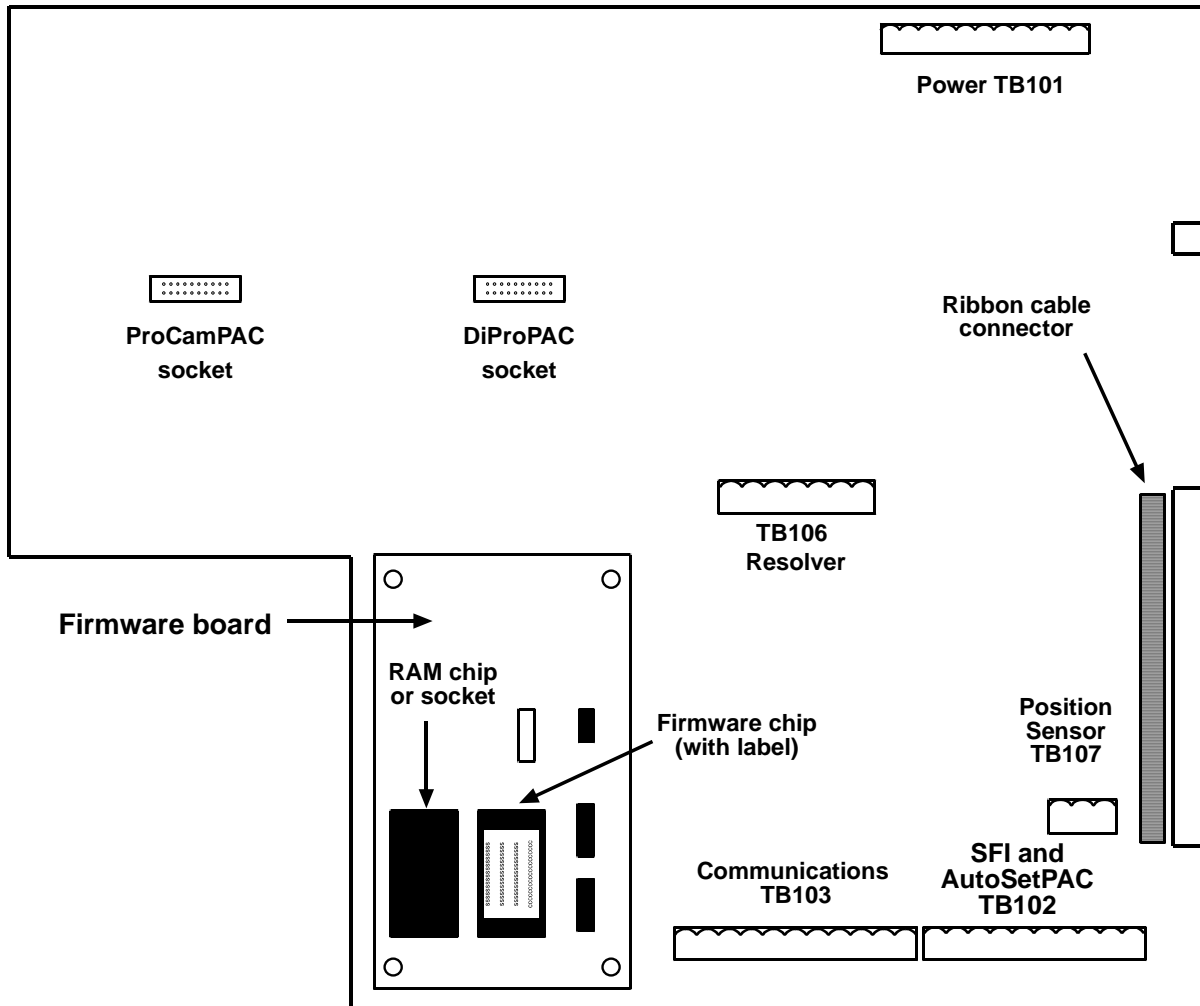 Power TB101
ProCamPAC
socket
DiProPAC
socket
Ribbon cable
connector
TB106
Resolver
Firmware board
RAM chip
or socket
Firmware chip
(with label)
Position
Sensor
TB107
Communications
TB103
SFI and
AutoSetPAC
TB102